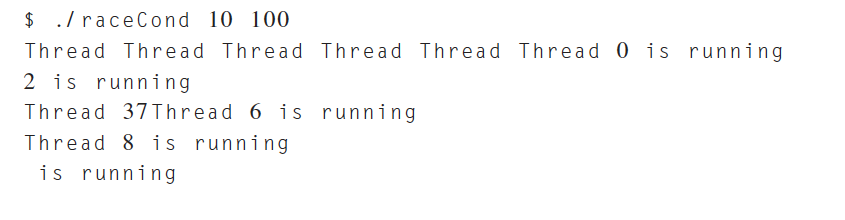 $ ./raceCond 10 100
Thread Thread Thread Thread Thread Thread 0 is running
2 is running
Thread 37Thread 6 is running
Thread 8 is running
is running